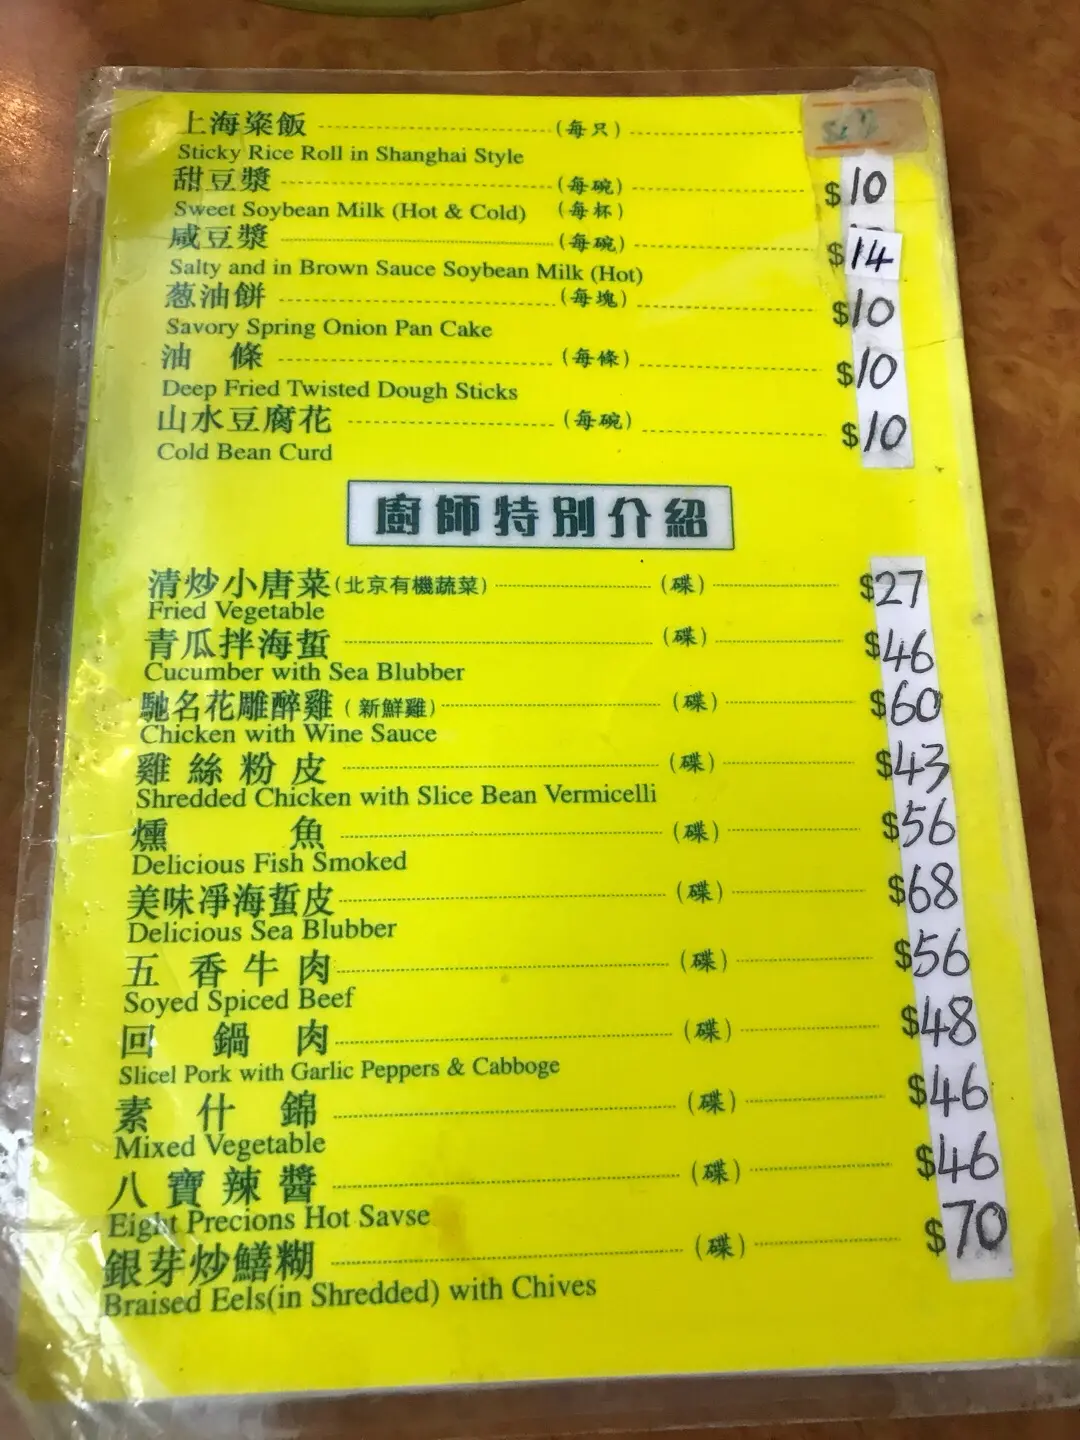 上海粢飯 (每只)
Sticky Rice Roll in Shanghai Style
甜豆漿 (每碗) $10
Sweet Soybean Milk (Hot & Cold) (每杯)
咸豆漿 (每碗) $14
Salty and in Brown Sauce Soybean Milk (Hot)
葱油餅 (每塊) $10
Savory Spring Onion Pan Cake
油 條 (每條) $10
Deep Fried Twisted Dough Sticks
山水豆腐花 (每碗) $10
Cold Bean Curd
廚師特別介紹
清炒小唐菜(北京有機蔬菜) (碟) $27
Fried Vegetable
青瓜拌海蜇 (碟) $46
Cucumber with Sea Blubber
馳名花雕醉雞 (新鮮雞) (碟) $60
Chicken with Wine Sauce
雞絲粉皮 (碟) $43
Shredded Chicken with Slice Bean Vermicelli
燻 魚 (碟) $56
Delicious Fish Smoked
美味凈海蜇皮 (碟) $68
Delicious Sea Blubber
五香牛肉 (碟) $56
Soyed Spiced Beef
回鍋肉 (碟) $48
Slicel Pork with Garlic Peppers & Cabboge
素什錦 (碟) $46
Mixed Vegetable
八寶辣醬 (碟) $46
Eight Precions Hot Savse
銀芽炒鱔糊 (碟) $70
Braised Eels(in Shredded) with Chives